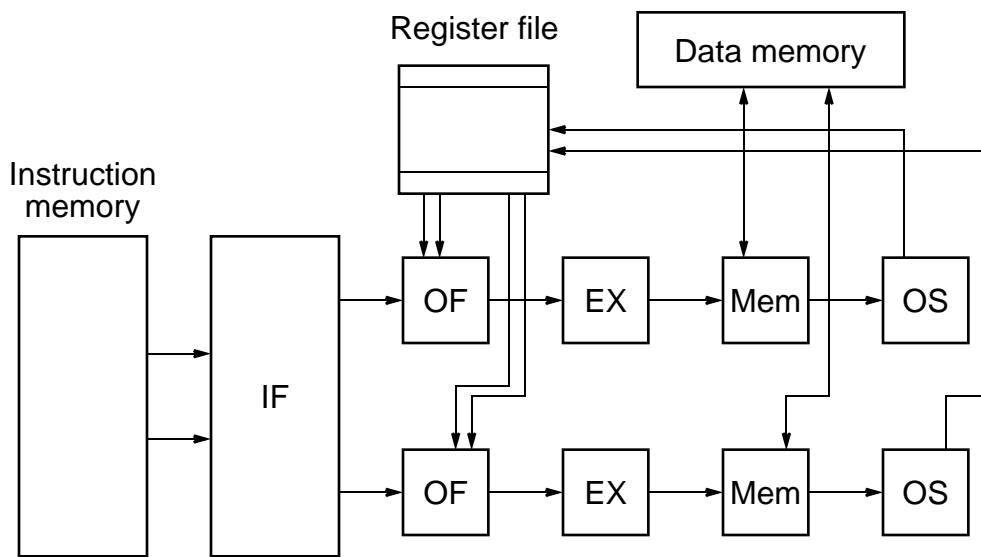 Register file
Data memory
Instruction
memory
IF
OF
EX
Mem
OS
OF
EX
Mem
OS